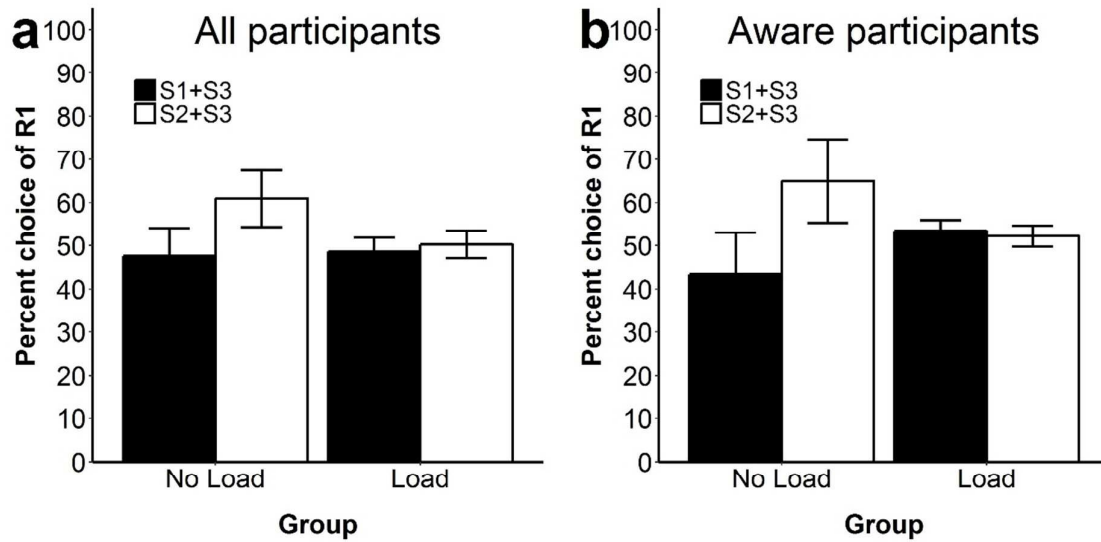 a
All participants
Percent choice of R1
100
90
80
70
60
50
40
30
20
10
0
S1+S3
S2+S3
No Load
Load
Group
b
Aware participants
Percent choice of R1
100
90
80
70
60
50
40
30
20
10
0
S1+S3
S2+S3
No Load
Load
Group